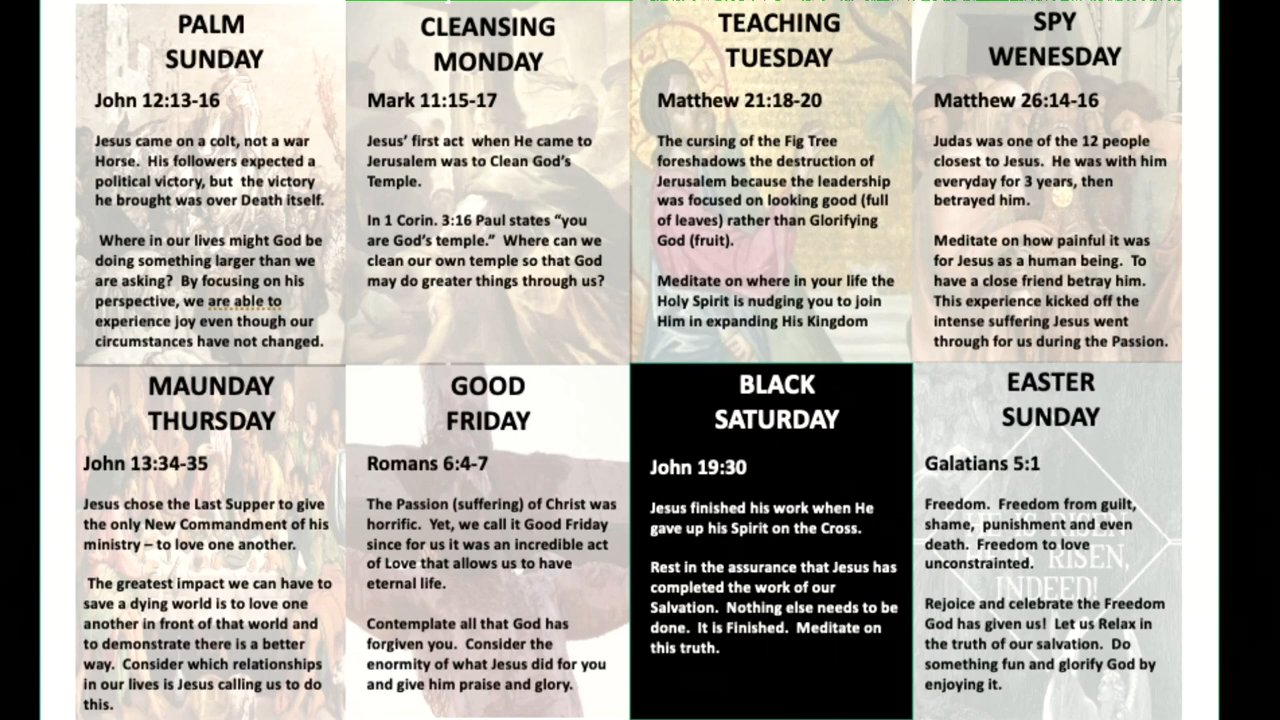 PALM
SUNDAY
John 12:13-16
Jesus came on a colt, not a war
Horse.  His followers expected a
political victory, but  the victory
he brought was over Death itself.
Where in our lives might God be
doing something larger than we
are asking?  By focusing on his
perspective, we are able to
experience joy even though our
circumstances have not changed.
CLEANSING
MONDAY
Mark 11:15-17
Jesus’ first act  when He came to
Jerusalem was to Clean God’s
Temple.
In 1 Corin. 3:16 Paul states “you
are God’s temple.”  Where can we
clean our own temple so that God
may do greater things through us?
TEACHING
TUESDAY
Matthew 21:18-20
The cursing of the Fig Tree
foreshadows the destruction of
Jerusalem because the leadership
was focused on looking good (full
of leaves) rather than Glorifying
God (fruit).
Meditate on where in your life the
Holy Spirit is nudging you to join
Him in expanding His Kingdom
SPY
WENESDAY
Matthew 26:14-16
Judas was one of the 12 people
closest to Jesus.  He was with him
everyday for 3 years, then
betrayed him.
Meditate on how painful it was
for Jesus as a human being.  To
have a close friend betray him.
This experience kicked off the
intense suffering Jesus went
through for us during the Passion.
MAUNDAY
THURSDAY
John 13:34-35
Jesus chose the Last Supper to give
the only New Commandment of his
ministry – to love one another.
The greatest impact we can have to
save a dying world is to love one
another in front of that world and
to demonstrate there is a better
way.  Consider which relationships
in our lives is Jesus calling us to do
this.
GOOD
FRIDAY
Romans 6:4-7
The Passion (suffering) of Christ was
horrific.  Yet, we call it Good Friday
since for us it was an incredible act
of Love that allows us to have
eternal life.
Contemplate all that God has
forgiven you.  Consider the
enormity of what Jesus did for you
and give him praise and glory.
BLACK
SATURDAY
John 19:30
Jesus finished his work when He
gave up his Spirit on the Cross.
Rest in the assurance that Jesus has
completed the work of our
Salvation.  Nothing else needs to be
done.  It is Finished.  Meditate on
this truth.
EASTER
SUNDAY
Galatians 5:1
Freedom.  Freedom from guilt,
shame,  punishment and even
death.  Freedom to love
unconstrained.
Rejoice and celebrate the Freedom
God has given us!  Let us Relax in
the truth of our salvation.  Do
something fun and glorify God by
enjoying it.
HE IS RISEN
HE IS RISEN,
INDEED!